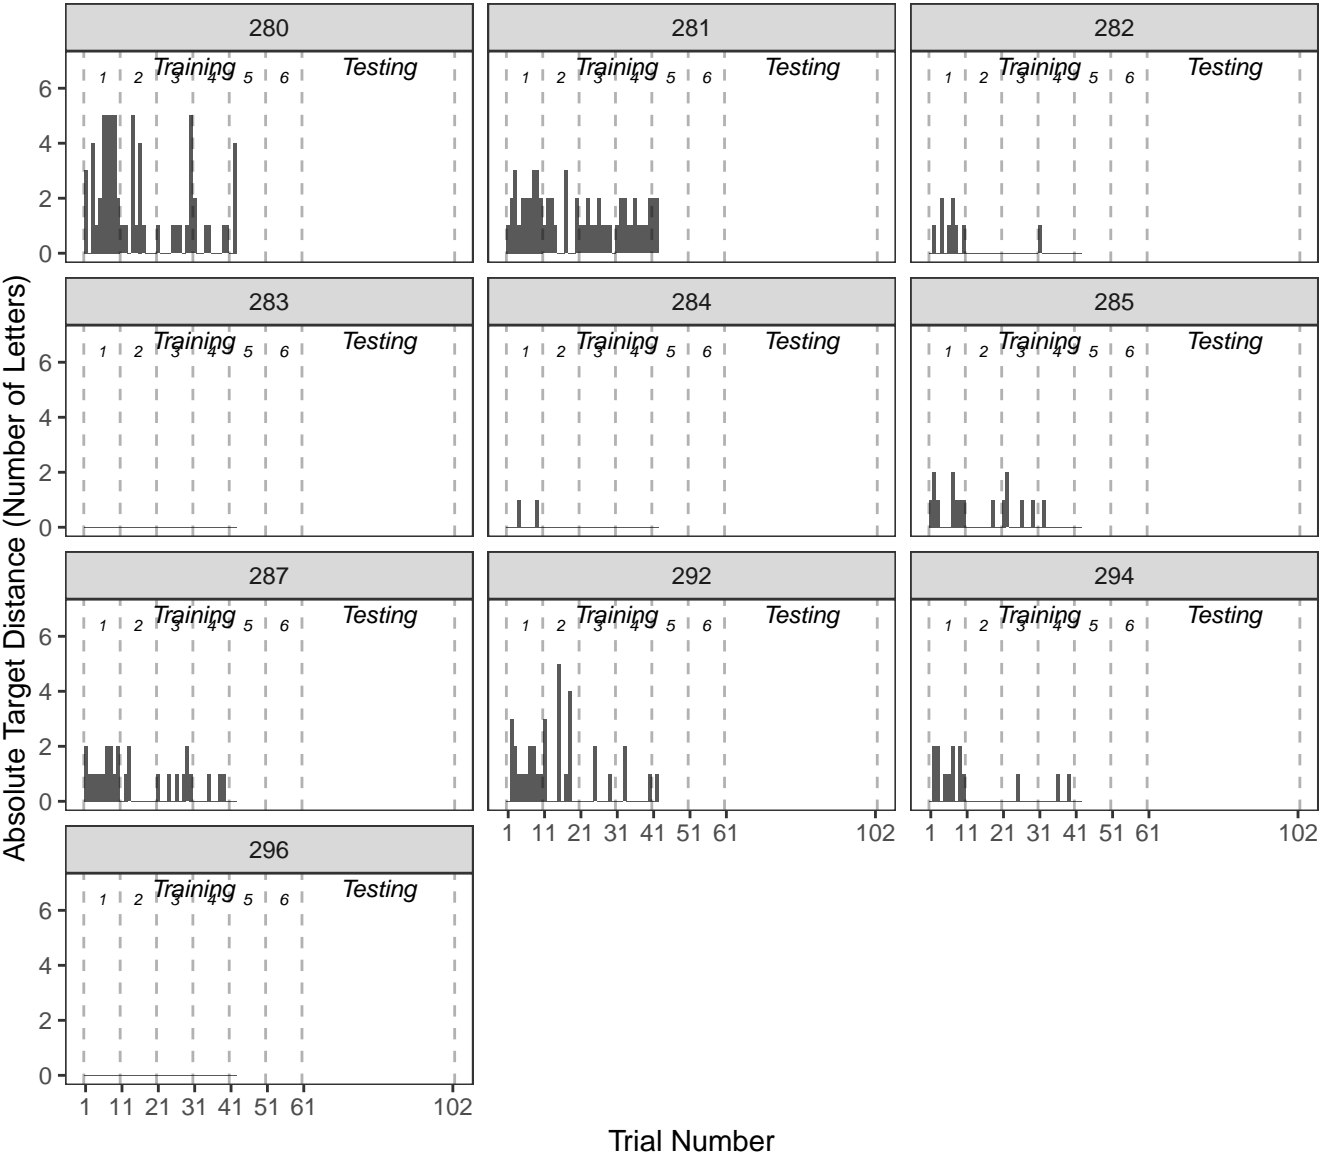 280 281 282
Training Testing Training Testing Training Testing
1 2 3 4 5 6 1 2 3 4 5 6 1 2 3 4 5 6
6
4
2
0
283 284 285
Training Testing Training Testing Training Testing
1 2 3 4 5 6 1 2 3 4 5 6 1 2 3 4 5 6
6
4
2
0
Absolute Target Distance (Number of Letters)
287 292 294
Training Testing Training Testing Training Testing
1 2 3 4 5 6 1 2 3 4 5 6 1 2 3 4 5 6
6
4
2
0
1 11 21 31 41 51 61 102 1 11 21 31 41 51 61 102
296
Training Testing
1 2 3 4 5 6
6
4
2
0
1 11 21 31 41 51 61 102
Trial Number